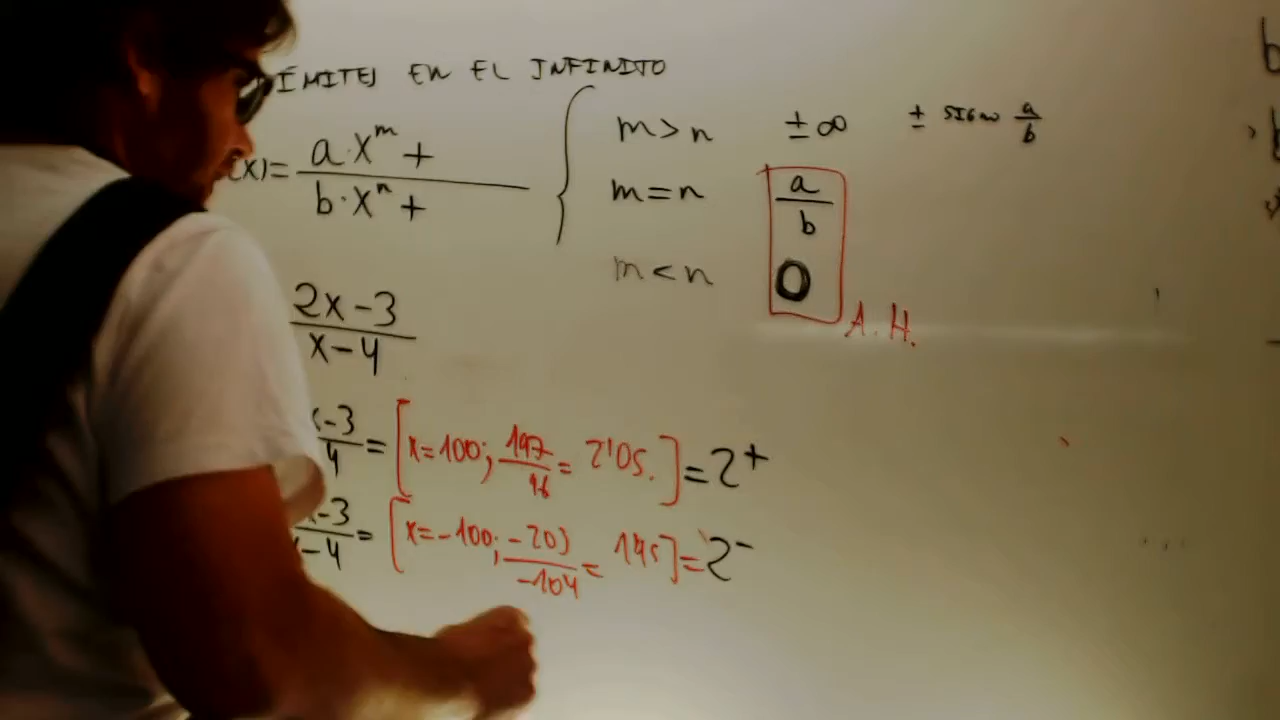 ÍMITES EN EL INFINITO
(x)= a·x^m + / b·x^n +
m>n ±∞ ± SIGNO a/b
m=n a/b
m<n 0
A.H.
2x-3 / x-4
x-3 / 4 = [x=100; 197/96 = 2'05.] = 2⁺
x-3 / x-4 = [x=-100; -203/-104 = 1'95] = 2⁻